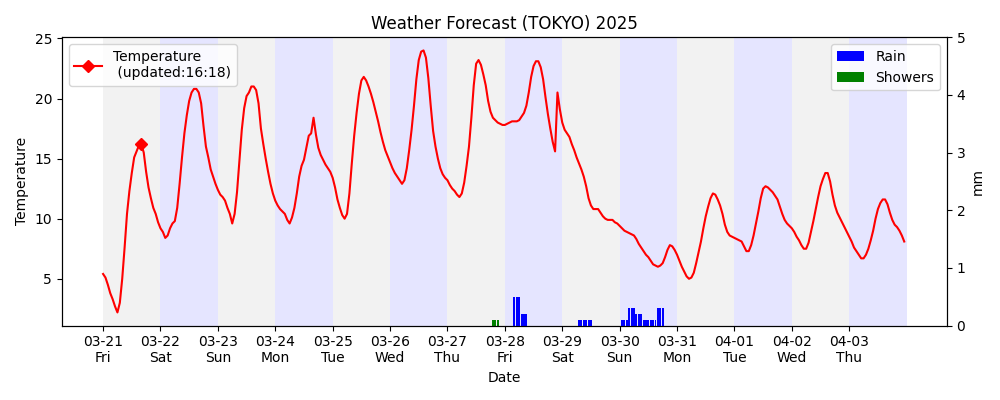 Weather Forecast (TOKYO) 2025
Temperature
(updated:16:18)
Rain
Showers
25
20
15
10
5
Temperature
5
4
3
2
1
0
mm
03-21 03-22 03-23 03-24 03-25 03-26 03-27 03-28 03-29 03-30 03-31 04-01 04-02 04-03
Fri Sat Sun Mon Tue Wed Thu Fri Sat Sun Mon Tue Wed Thu
Date